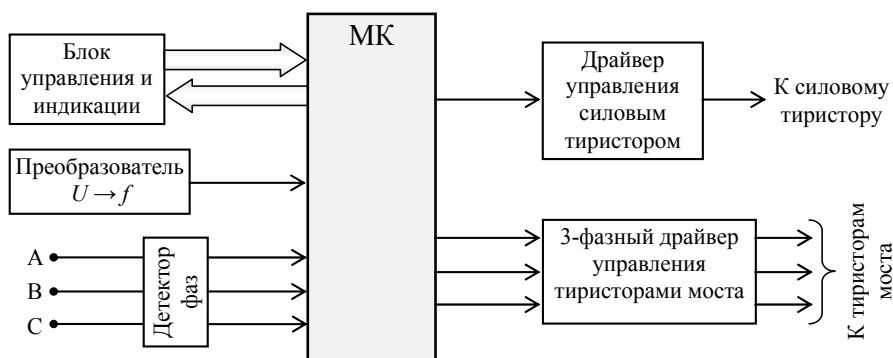 Блок
управления и
индикации
Преобразователь
U → f
A
B
C
Детектор
фаз
МК
Драйвер
управления
силовым
тиристором
К силовому
тиристору
3-фазный драйвер
управления
тиристорами моста
К тиристорам
моста